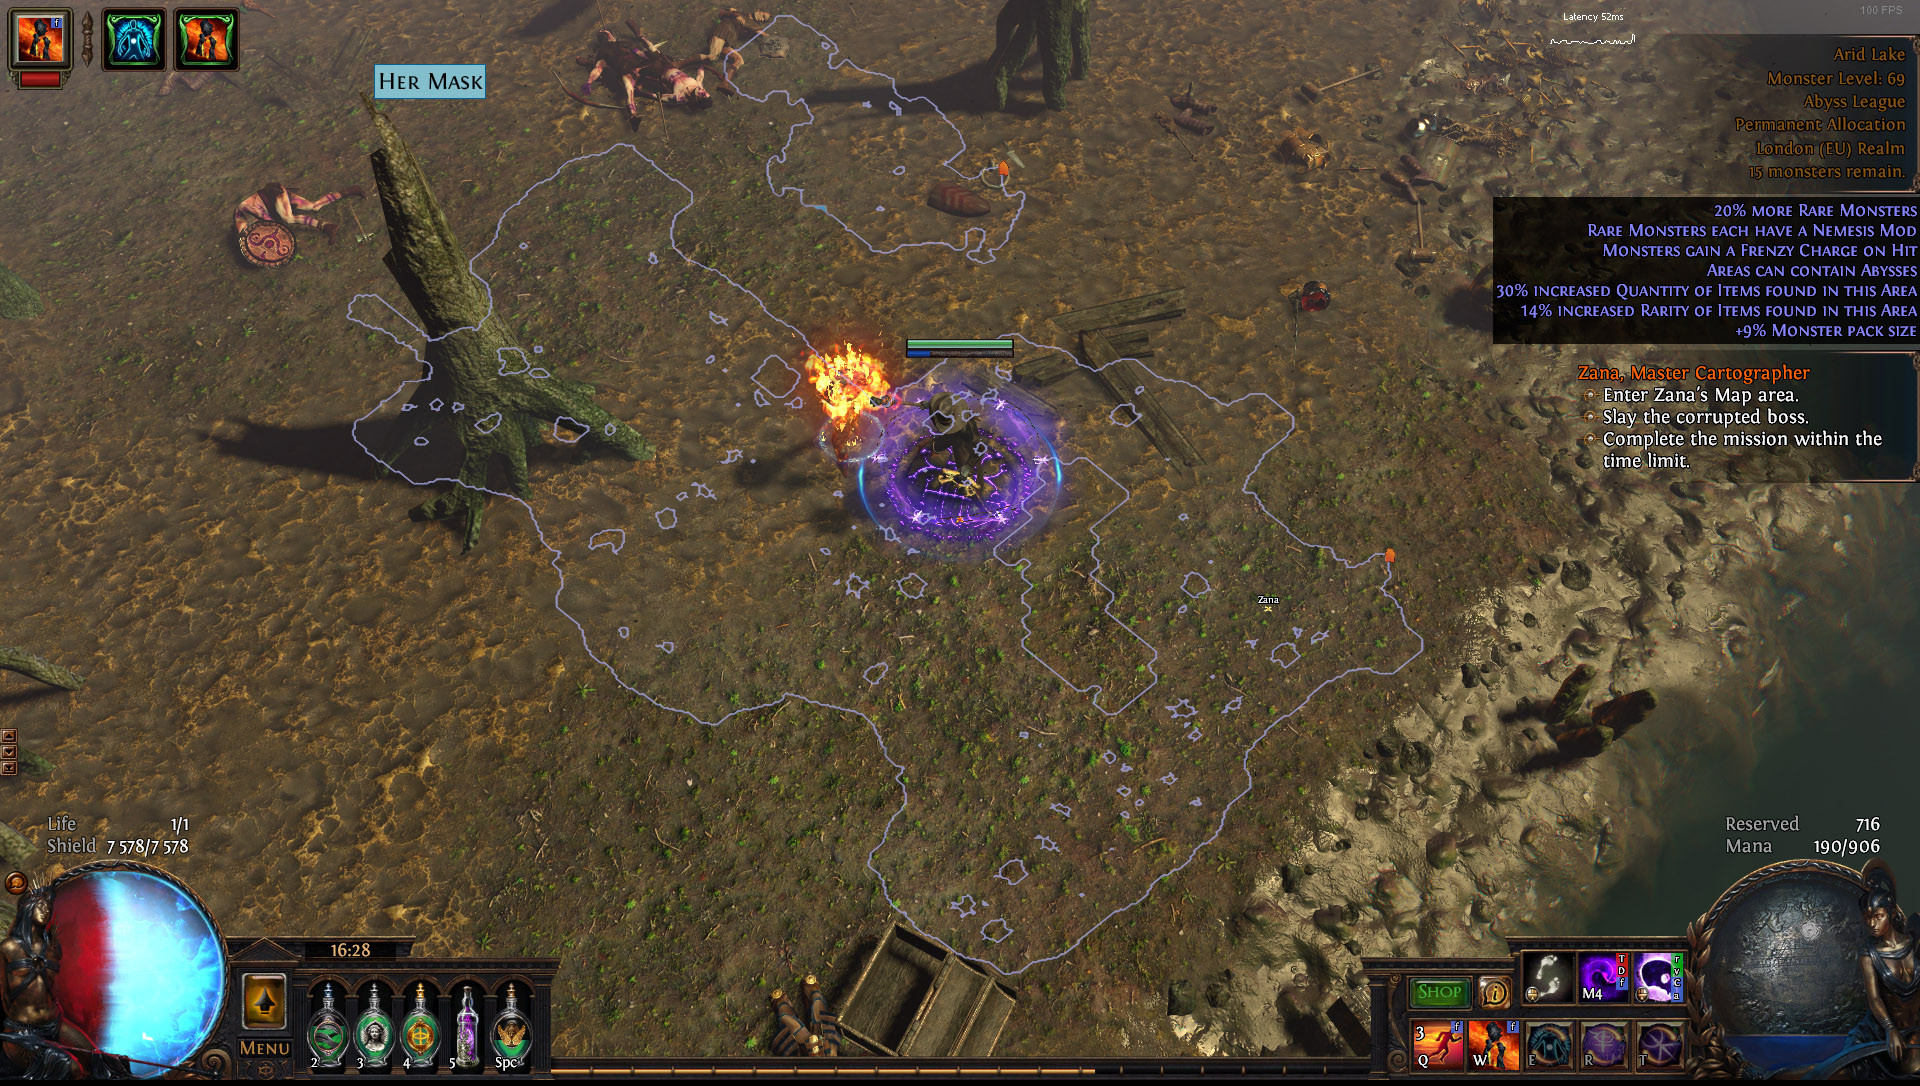 f
HER MASK
Latency 52ms
100 FPS
Arid Lake
Monster Level: 69
Abyss League
Permanent Allocation
London (EU) Realm
15 monsters remain.
20% MORE RARE MONSTERS
RARE MONSTERS EACH HAVE A NEMESIS MOD
MONSTERS GAIN A FRENZY CHARGE ON HIT
AREAS CAN CONTAIN ABYSSES
30% INCREASED QUANTITY OF ITEMS FOUND IN THIS AREA
14% INCREASED RARITY OF ITEMS FOUND IN THIS AREA
+9% MONSTER PACK SIZE
Zana, Master Cartographer
Enter Zana's Map area.
Slay the corrupted boss.
Complete the mission within the
time limit.
Zana
Life 1/1
Shield 7 578/7 578
Reserved 716
Mana 190/906
16:28
MENU
2 3 4 5 Spc
SHOP
M4 T D f
r v C a
3 Q f
W f
E
R
T